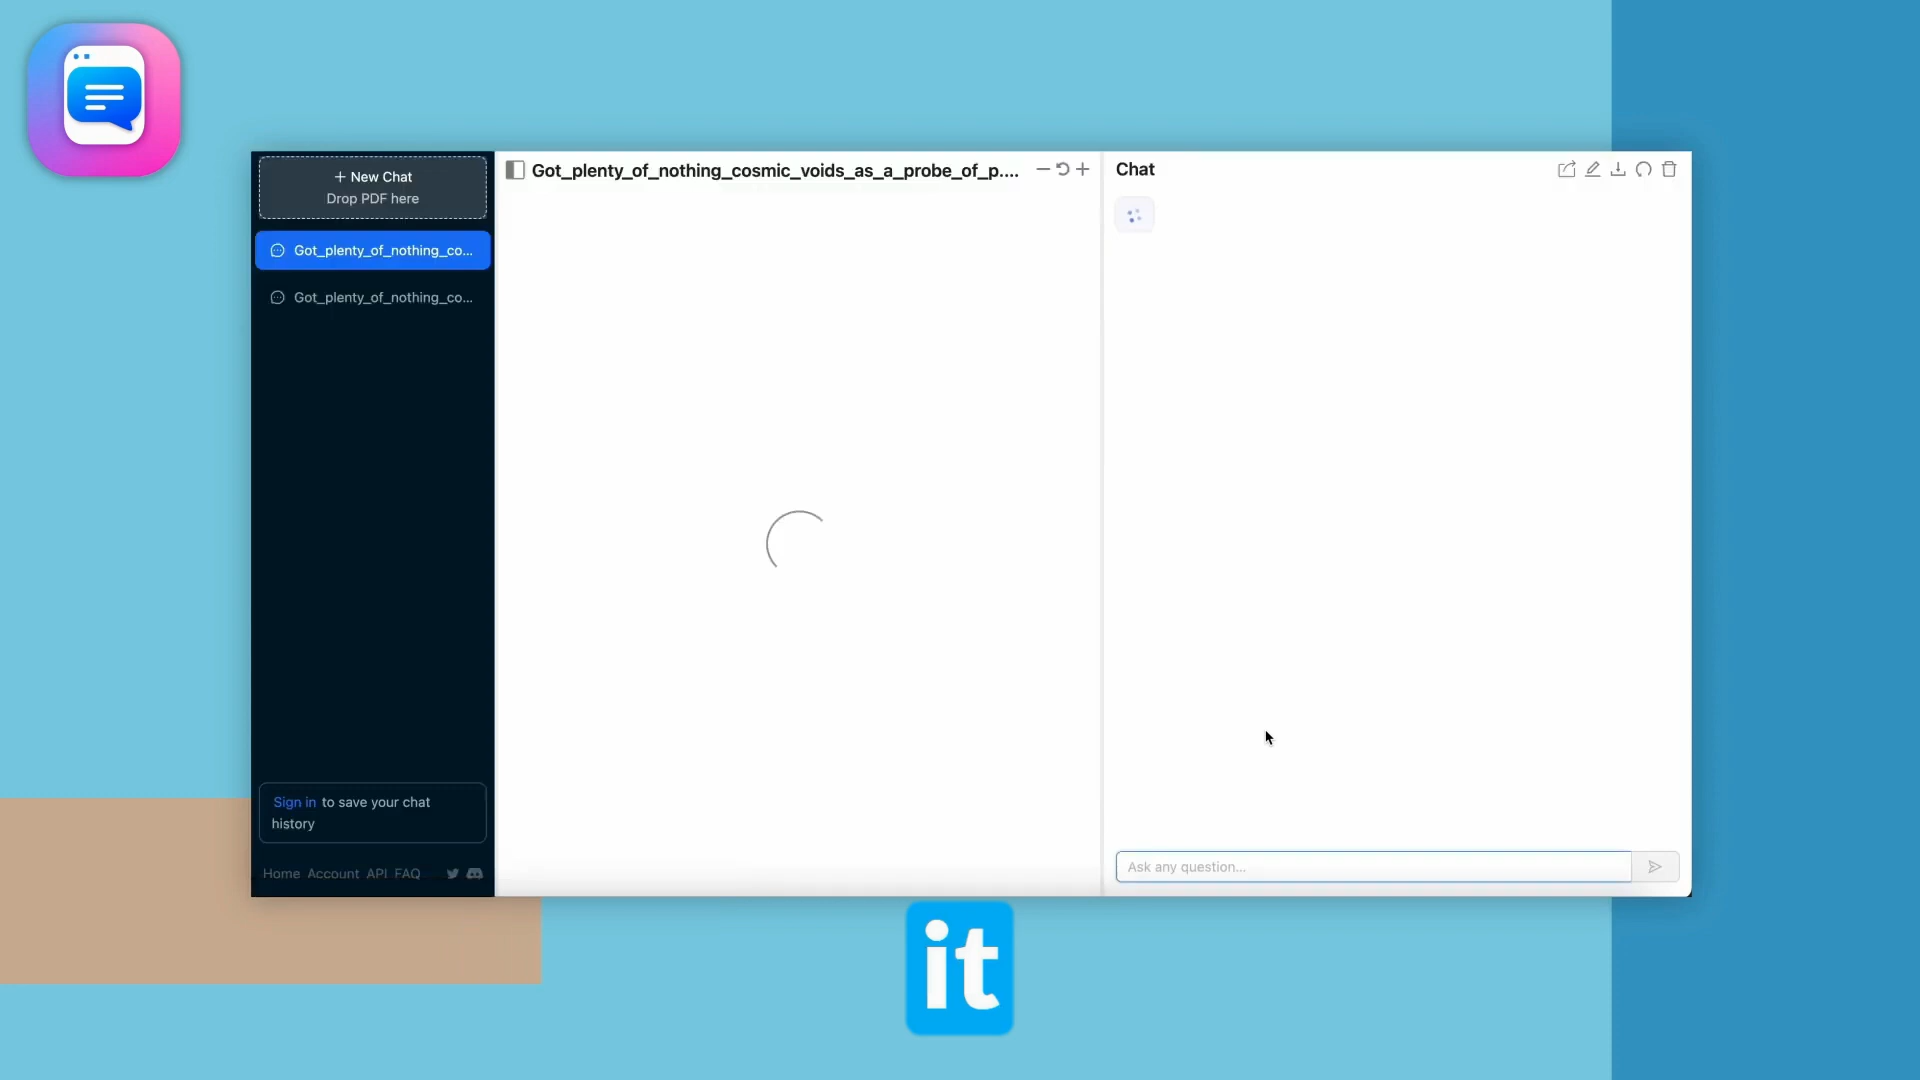 + New Chat
Drop PDF here
Got_plenty_of_nothing_co...
Got_plenty_of_nothing_co...
Sign in to save your chat
history
Home Account API FAQ
Got_plenty_of_nothing_cosmic_voids_as_a_probe_of_p....
Chat
Ask any question...
it